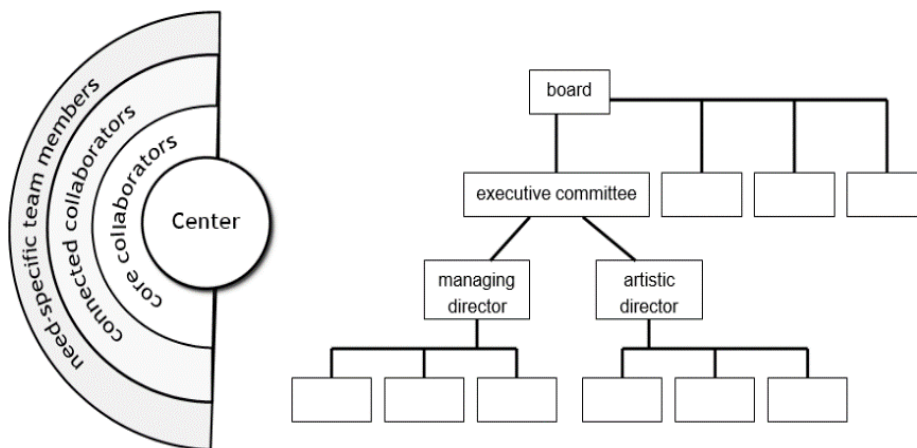 need-specific team members
connected collaborators
core collaborators
Center
board
executive committee
managing
director
artistic
director